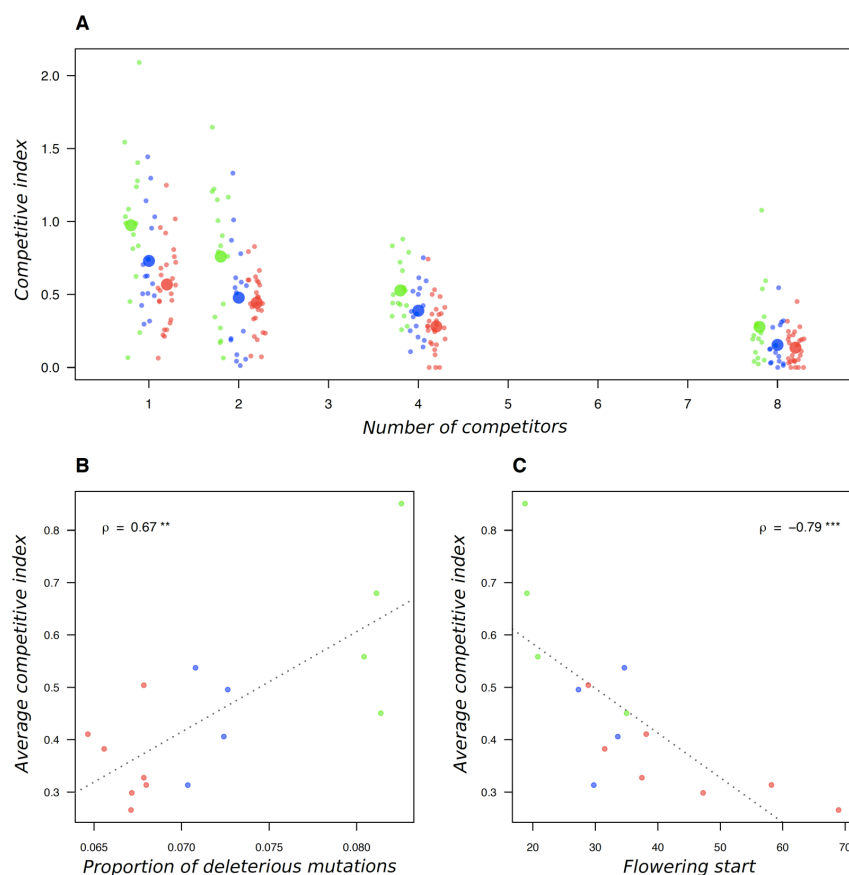 A
Competitive index
2.0
1.5
1.0
0.5
0.0
1 2 3 4 5 6 7 8
Number of competitors
B
Average competitive index
ρ = 0.67 **
0.8
0.7
0.6
0.5
0.4
0.3
0.065 0.070 0.075 0.080
Proportion of deleterious mutations
C
Average competitive index
ρ = −0.79 ***
0.8
0.7
0.6
0.5
0.4
0.3
20 30 40 50 60 70
Flowering start